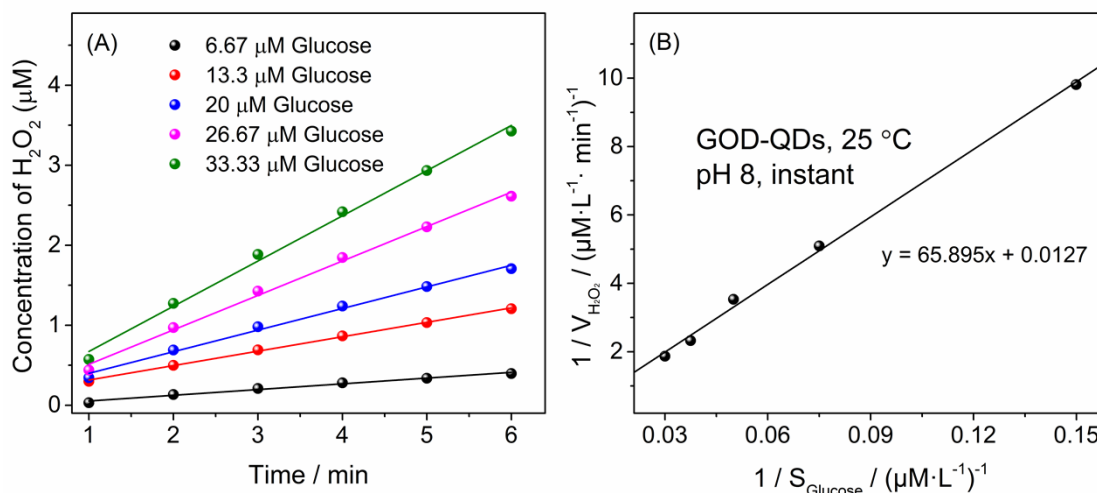 (A)
6.67 μM Glucose
13.3 μM Glucose
20 μM Glucose
26.67 μM Glucose
33.33 μM Glucose
Concentration of H₂O₂ (μM)
4
3
2
1
0
1 2 3 4 5 6
Time / min
(B)
GOD-QDs, 25 °C
pH 8, instant
y = 65.895x + 0.0127
1 / V_H₂O₂ / (μM·L⁻¹· min⁻¹)⁻¹
10
8
6
4
2
0.03 0.06 0.09 0.12 0.15
1 / S_Glucose / (μM·L⁻¹)⁻¹